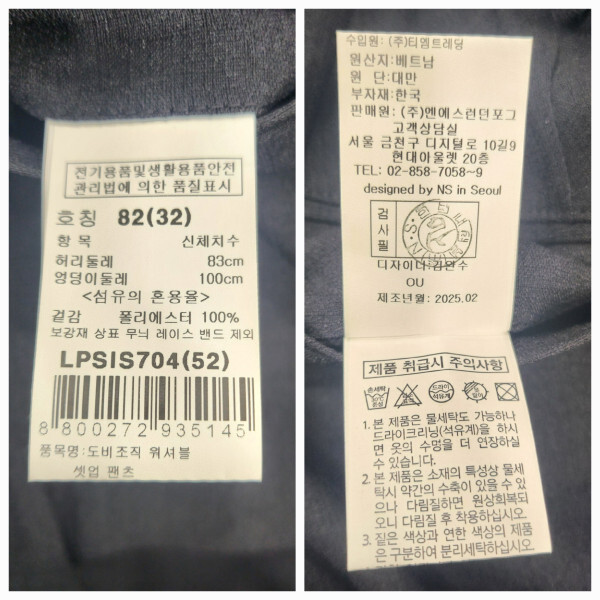 전기용품및생활용품안전
관리법에 의한 품질표시
호칭 82(32)
항 목 신체치수
허리둘레 83cm
엉덩이둘레 100cm
<섬유의 혼용율>
겉감 폴리에스터 100%
보강재 상표 무늬 레이스 밴드 제외
LPSIS704(52)
8 800272 935145
품목명:도비조직 워셔블
셋업 팬츠
수입원: (주)티엠트레딩
원산지:베트남
원 단:대만
부자재:한국
판매원: (주)엔에스런던포그
고객상담실
서울 금천구 디지털로 10길9
현대아울렛 20층
TEL: 02-858-7058~9
designed by NS in Seoul
검
사
필
디자이너:김민수
OU
제조년월:2025.02
제품 취급시 주의사항
손세탁
중성
드라이
석유계
1. 본 제품은 물세탁도 가능하나
드라이크리닝(석유계)을 하시
면 옷의 수명을 더 연장하실
수 있습니다.
2. 본 제품은 소재의 특성상 물세
탁시 약간의 수축이 있을 수 있
으나 다림질하면 원상회복되
오니 다림질 후 착용하십시오.
3. 짙은 색상과 연한 색상의 제품
은 구분하여 분리세탁하십시오